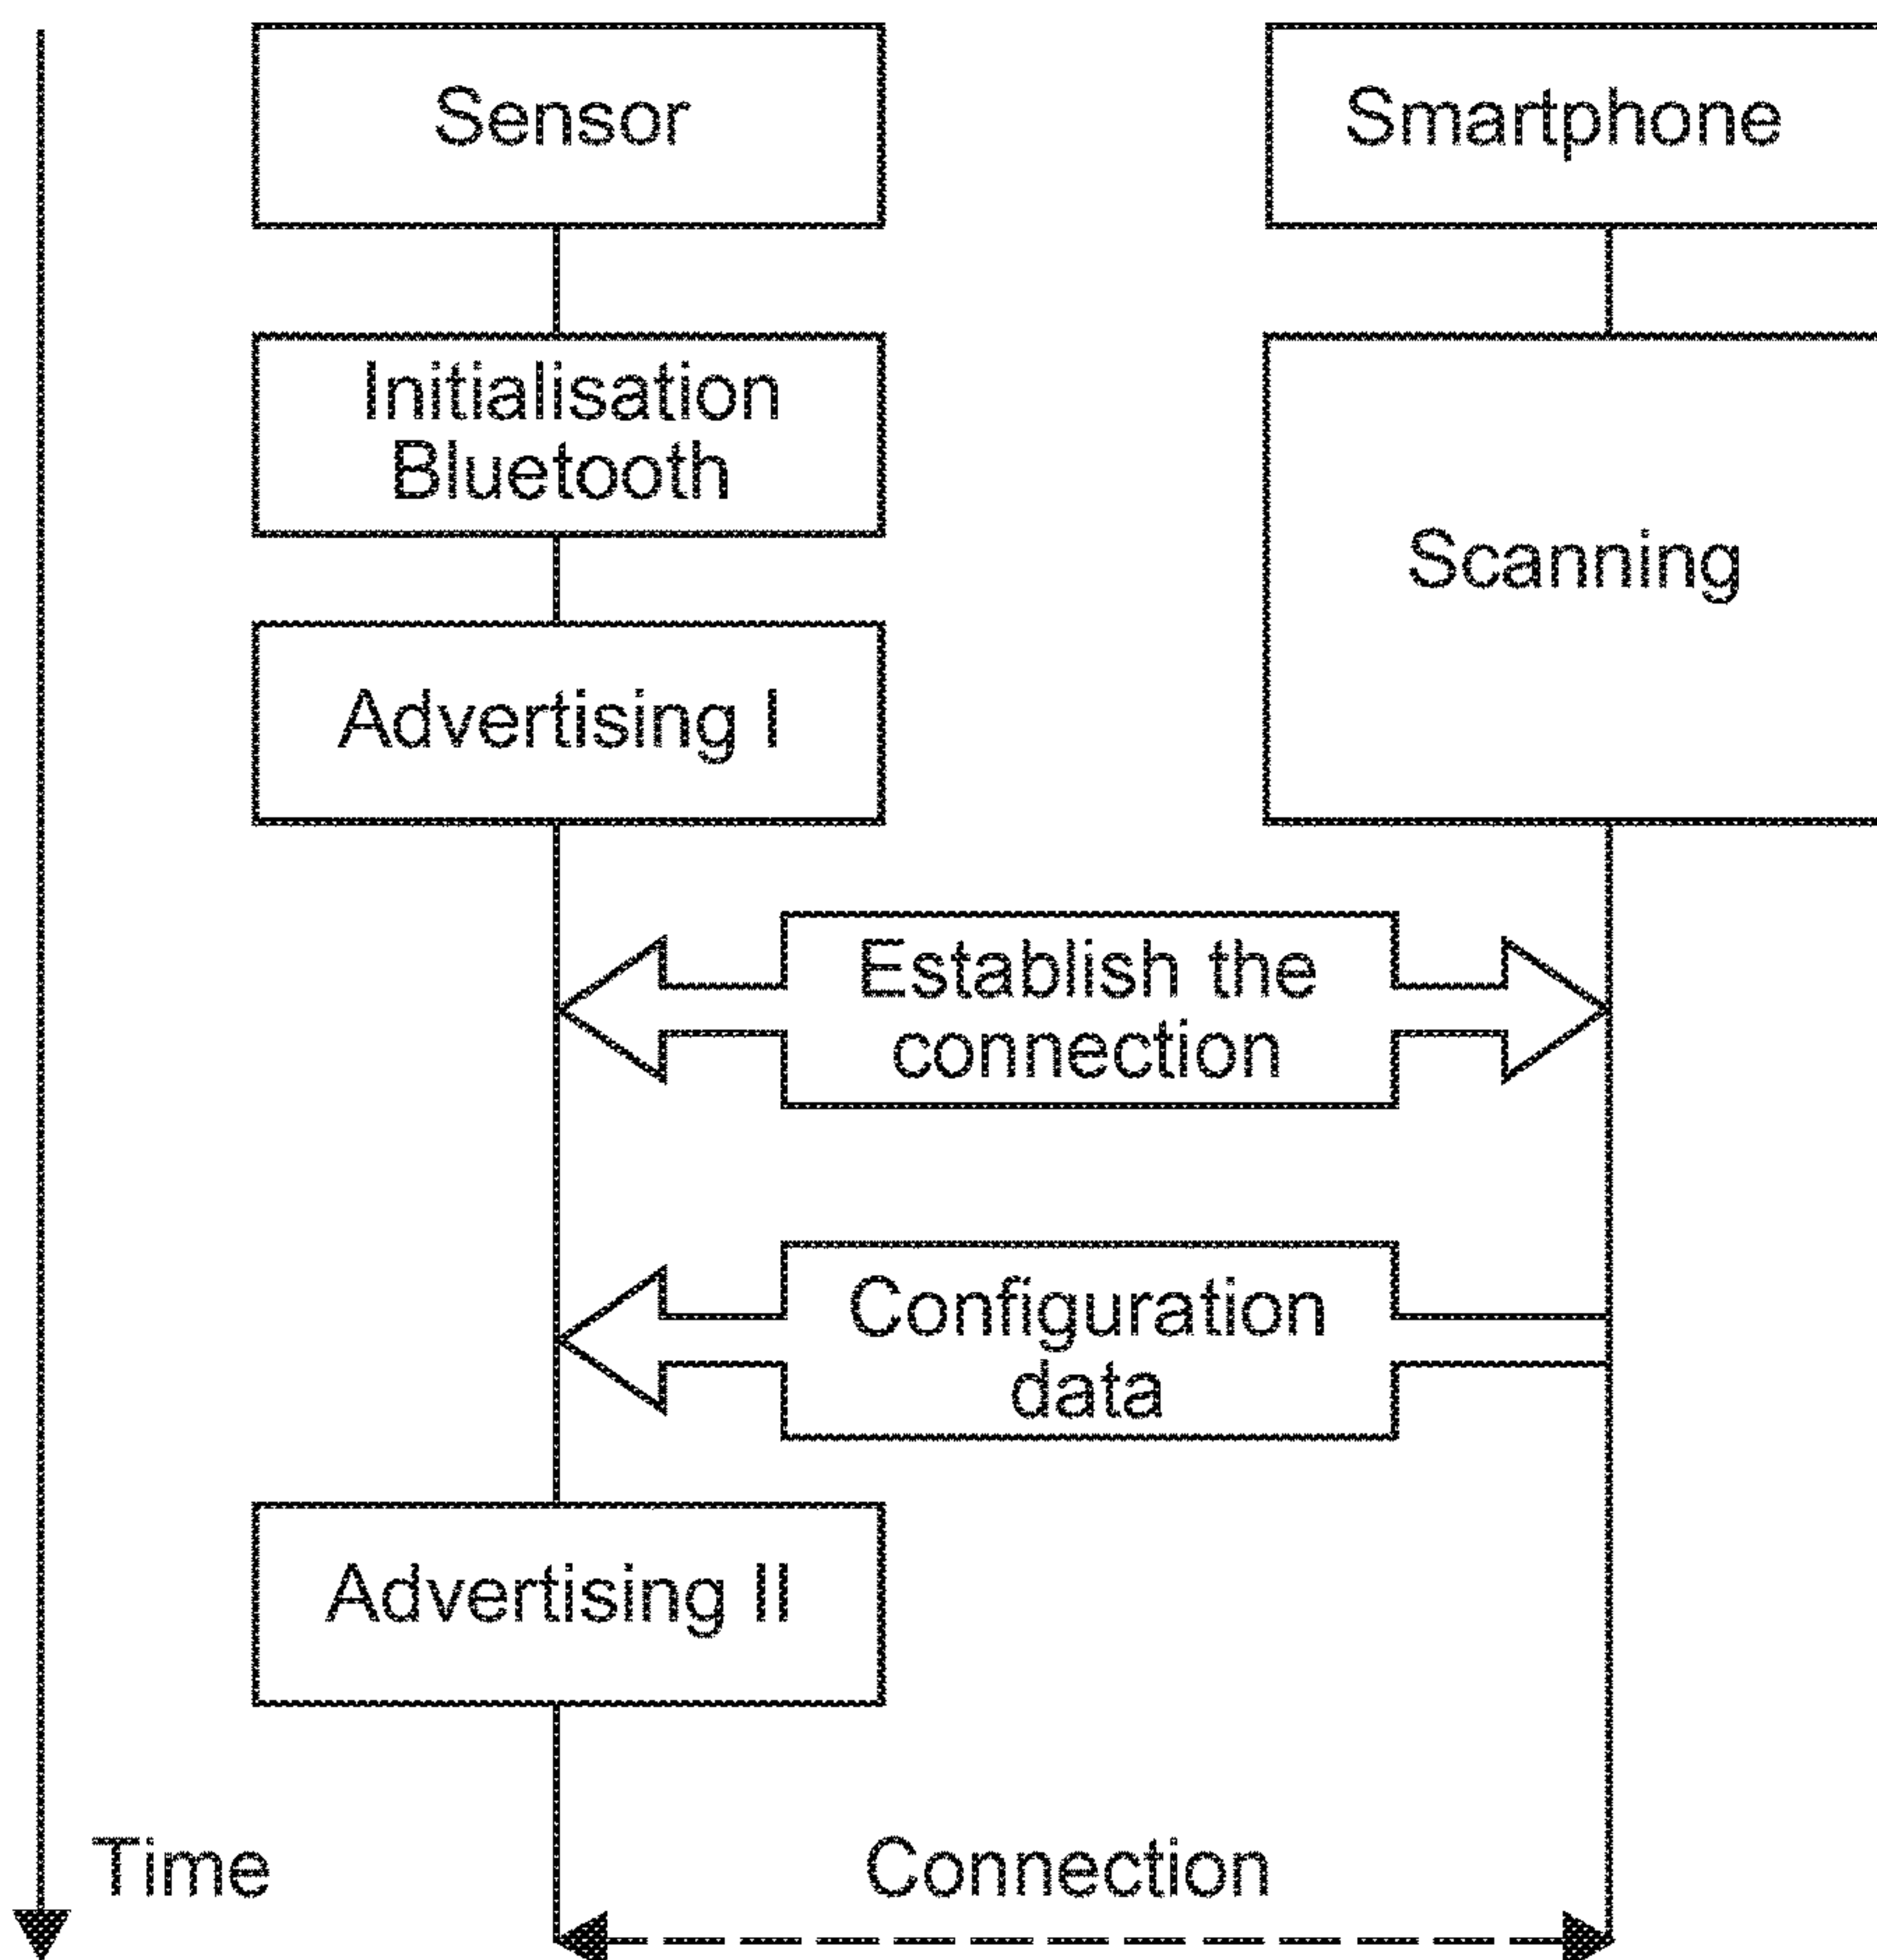 Sensor
Smartphone
Initialisation
Bluetooth
Scanning
Advertising I
Establish the
connection
Configuration
data
Advertising II
Time
Connection